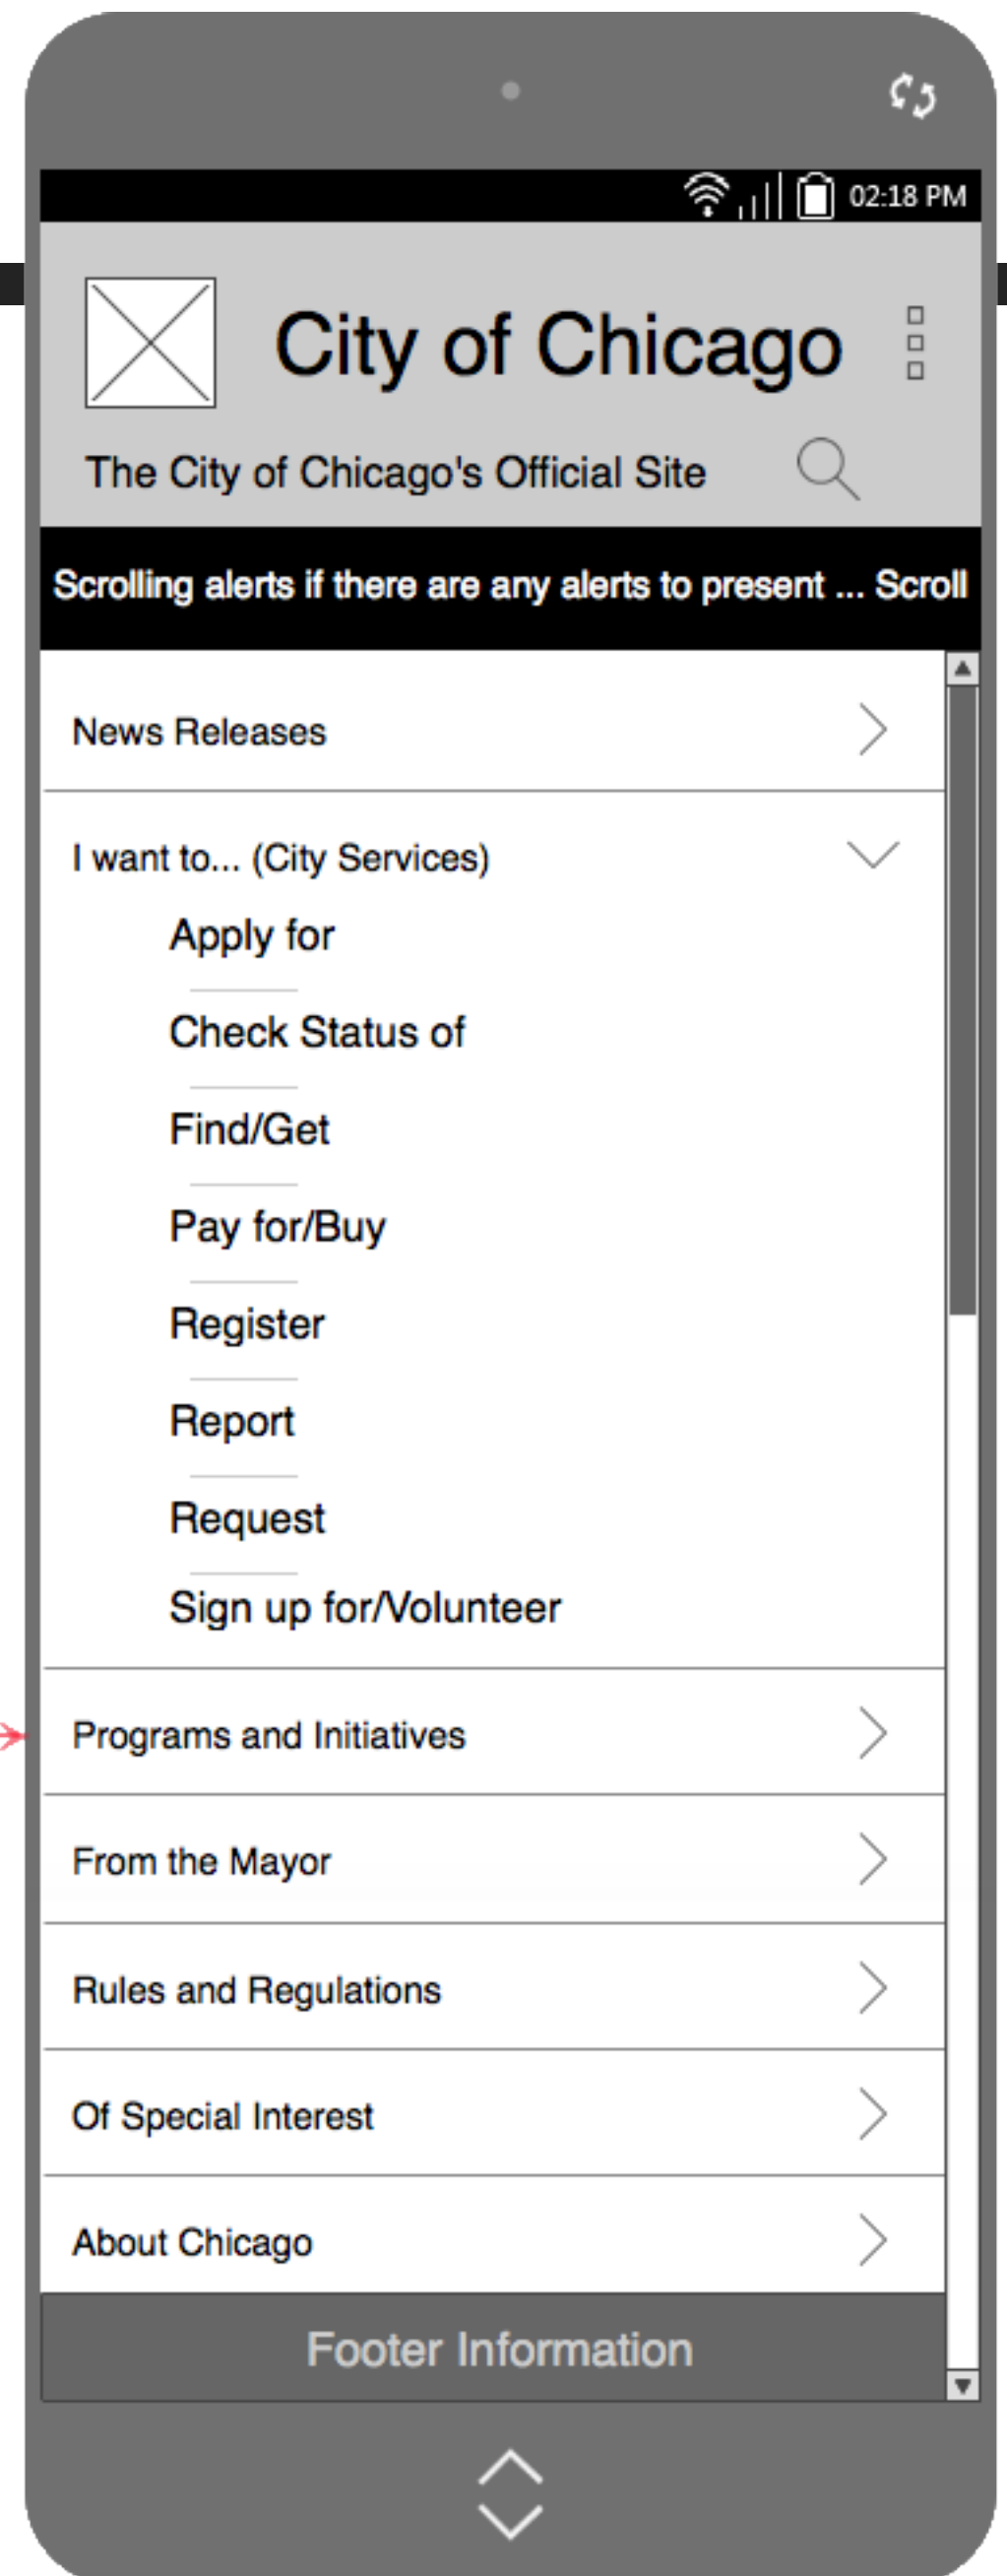 02:18 PM
City of Chicago
The City of Chicago's Official Site
Scrolling alerts if there are any alerts to present ... Scroll
News Releases
I want to... (City Services)
Apply for
Check Status of
Find/Get
Pay for/Buy
Register
Report
Request
Sign up for/Volunteer
Programs and Initiatives
From the Mayor
Rules and Regulations
Of Special Interest
About Chicago
Footer Information